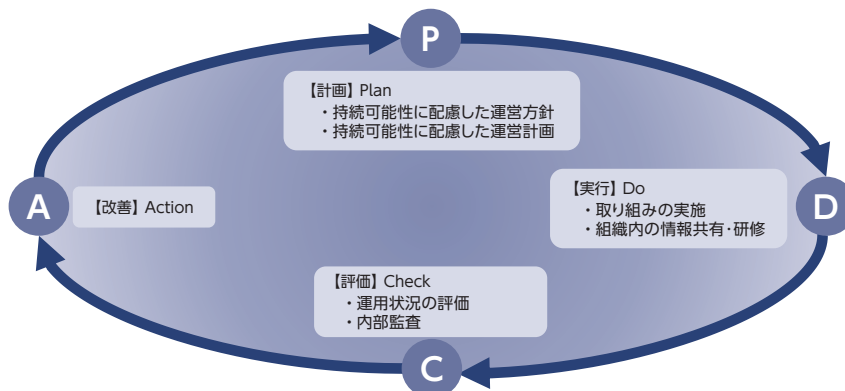 P
【計画】Plan
・持続可能性に配慮した運営方針
・持続可能性に配慮した運営計画
D
【実行】Do
・取り組みの実施
・組織内の情報共有・研修
C
【評価】Check
・運用状況の評価
・内部監査
A
【改善】Action